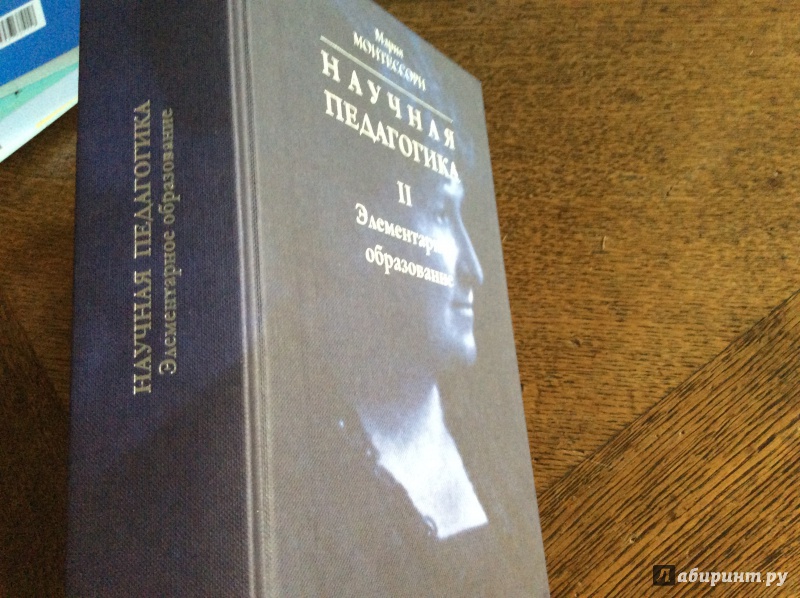 Мария
МОНТЕССОРИ
НАУЧНАЯ
ПЕДАГОГИКА
II
Элементарное
образование
НАУЧНАЯ ПЕДАГОГИКА
Элементарное образование
Лабиринт.ру